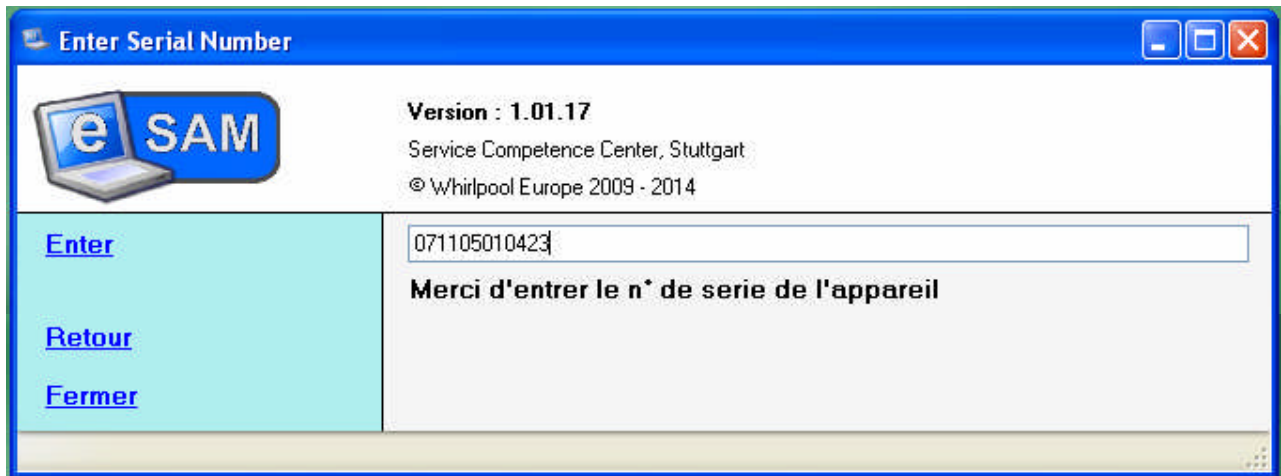 Enter Serial Number
e SAM
Version : 1.01.17
Service Competence Center, Stuttgart
© Whirlpool Europe 2009 - 2014
Enter
071105010423
Merci d'entrer le n° de serie de l'appareil
Retour
Fermer